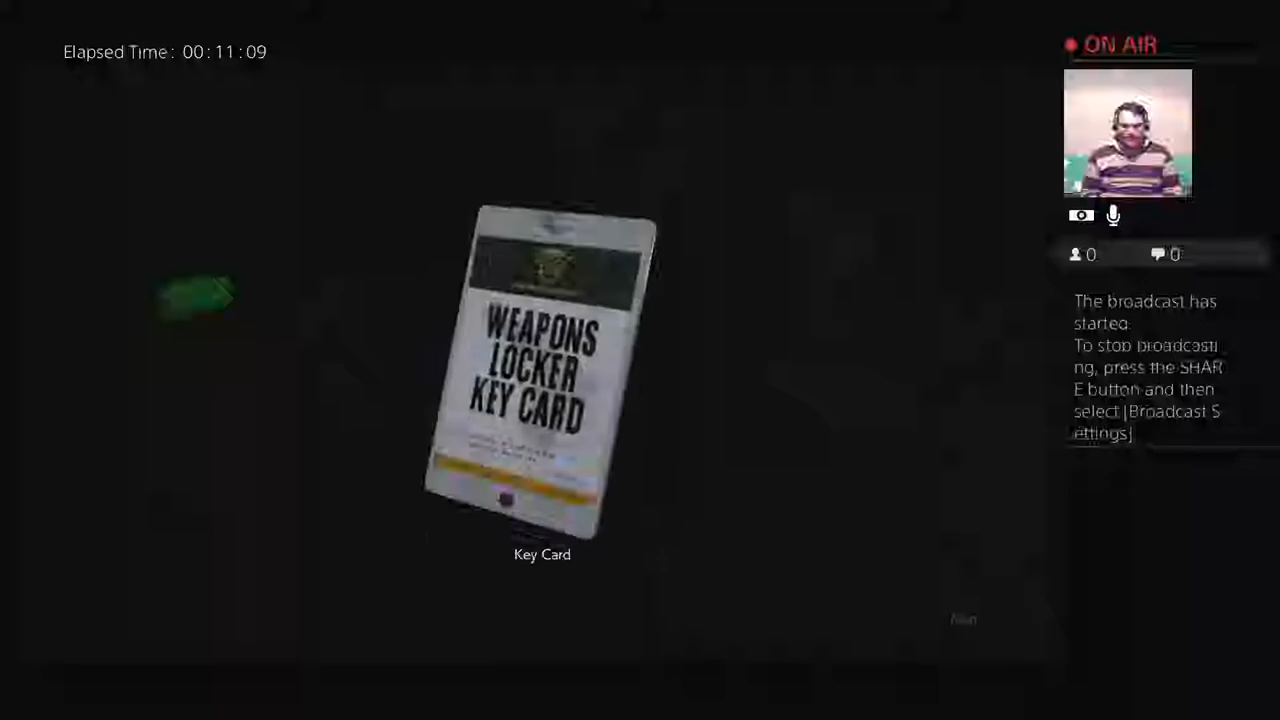 Elapsed Time: 00:11:09
ON AIR
WEAPONS
LOCKER
KEY CARD
Key Card
0
0
The broadcast has
started.
To stop broadcasti
ng, press the SHAR
E button and then
select [Broadcast S
ettings]